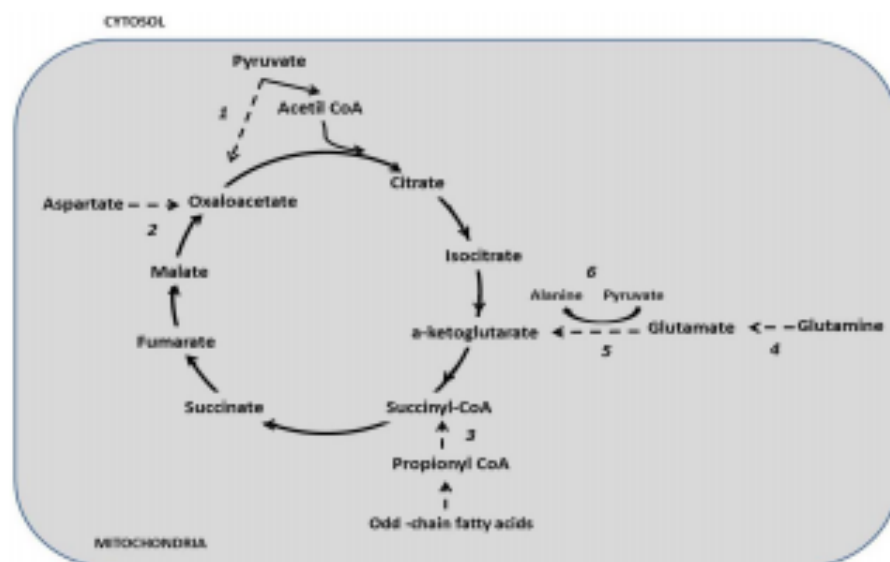 CYTOSOL
Pyruvate
1
Acetil CoA
Citrate
Aspartate
Oxaloacetate
2
Isocitrate
Malate
6
Alanine Pyruvate
a-ketoglutarate
Glutamate
Glutamine
5
4
Fumarate
Succinate
Succinyl-CoA
3
Propionyl CoA
Odd -chain fatty acids
MITOCHONDRIA